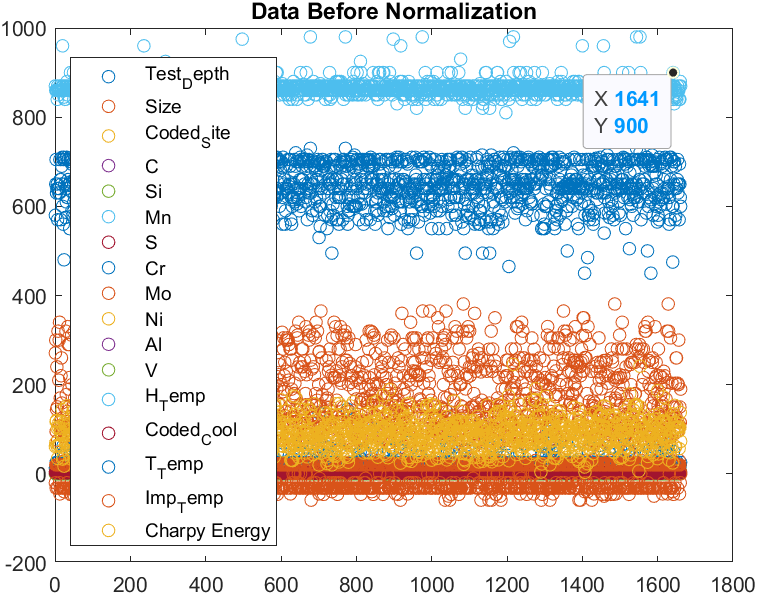 Data Before Normalization
1000
800
600
400
200
0
-200
0 200 400 600 800 1000 1200 1400 1600 1800
Test_Depth
Size
Coded_Site
C
Si
Mn
S
Cr
Mo
Ni
Al
V
H_Temp
Coded_Cool
T_Temp
Imp_Temp
Charpy Energy
X 1641
Y 900